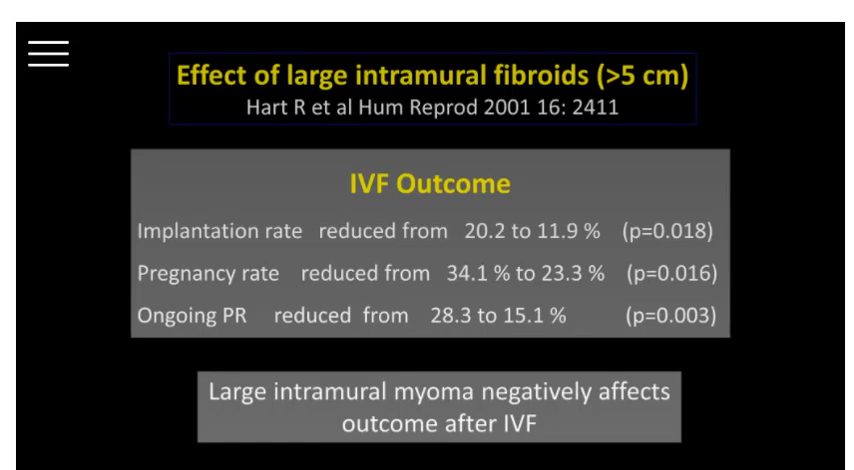 Effect of large intramural fibroids (>5 cm)
Hart R et al Hum Reprod 2001 16: 2411
IVF Outcome
Implantation rate reduced from 20.2 to 11.9 % (p=0.018)
Pregnancy rate reduced from 34.1 % to 23.3 % (p=0.016)
Ongoing PR reduced from 28.3 to 15.1 % (p=0.003)
Large intramural myoma negatively affects
outcome after IVF